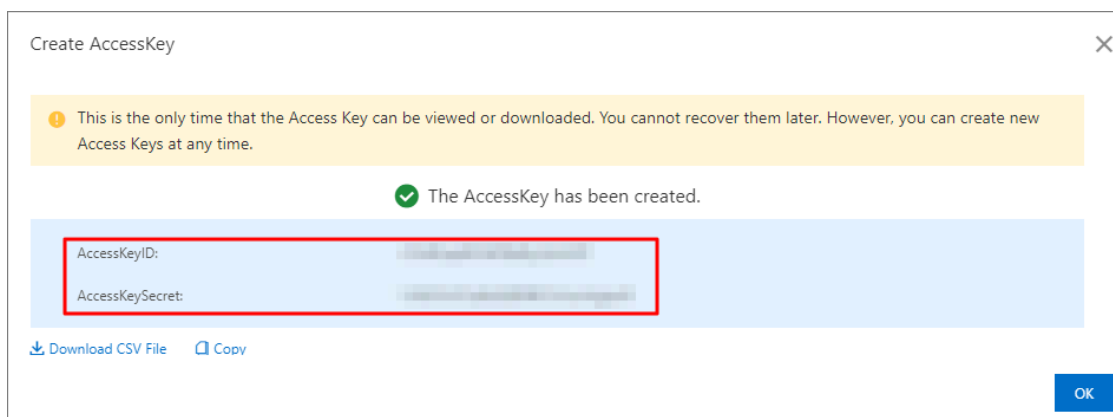 Create AccessKey
This is the only time that the Access Key can be viewed or downloaded. You cannot recover them later. However, you can create new
Access Keys at any time.
The AccessKey has been created.
AccessKeyID:
AccessKeySecret:
Download CSV File Copy
OK